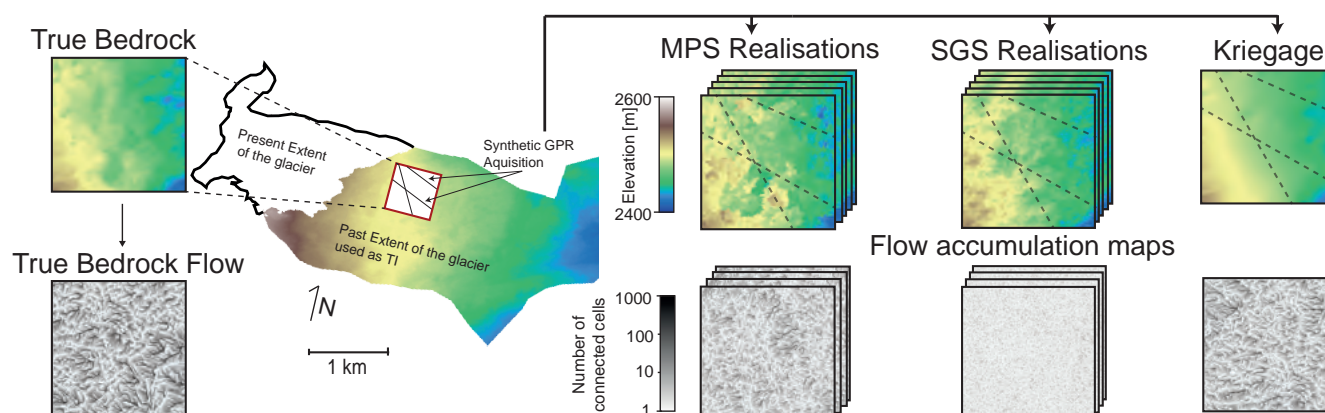 True Bedrock
Present Extent
of the glacier
Synthetic GPR
Aquisition
Past Extent of the glacier
used as TI
N
1 km
True Bedrock Flow
MPS Realisations
SGS Realisations
Kriegage
Elevation [m]
2600
2400
Flow accumulation maps
Number of
connected cells
1000
100
10
1